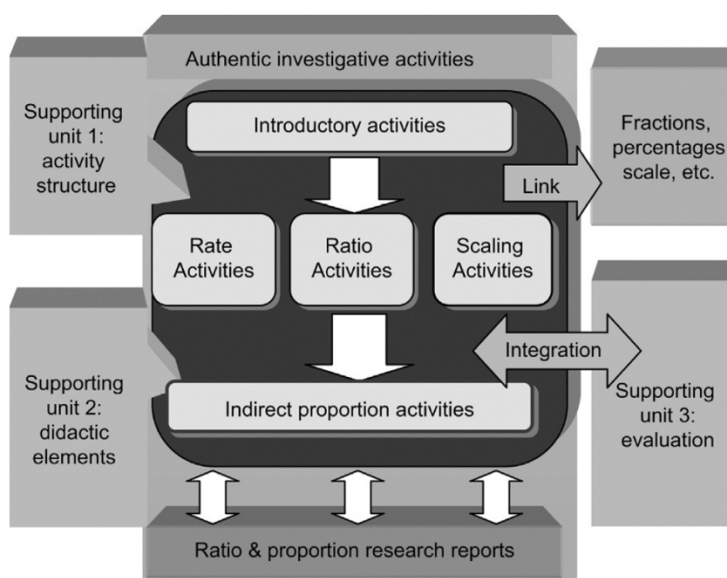 Authentic investigative activities
Supporting
unit 1:
activity
structure
Introductory activities
Fractions,
percentages
scale, etc.
Link
Rate
Activities
Ratio
Activities
Scaling
Activities
Integration
Supporting
unit 2:
didactic
elements
Indirect proportion activities
Supporting
unit 3:
evaluation
Ratio & proportion research reports